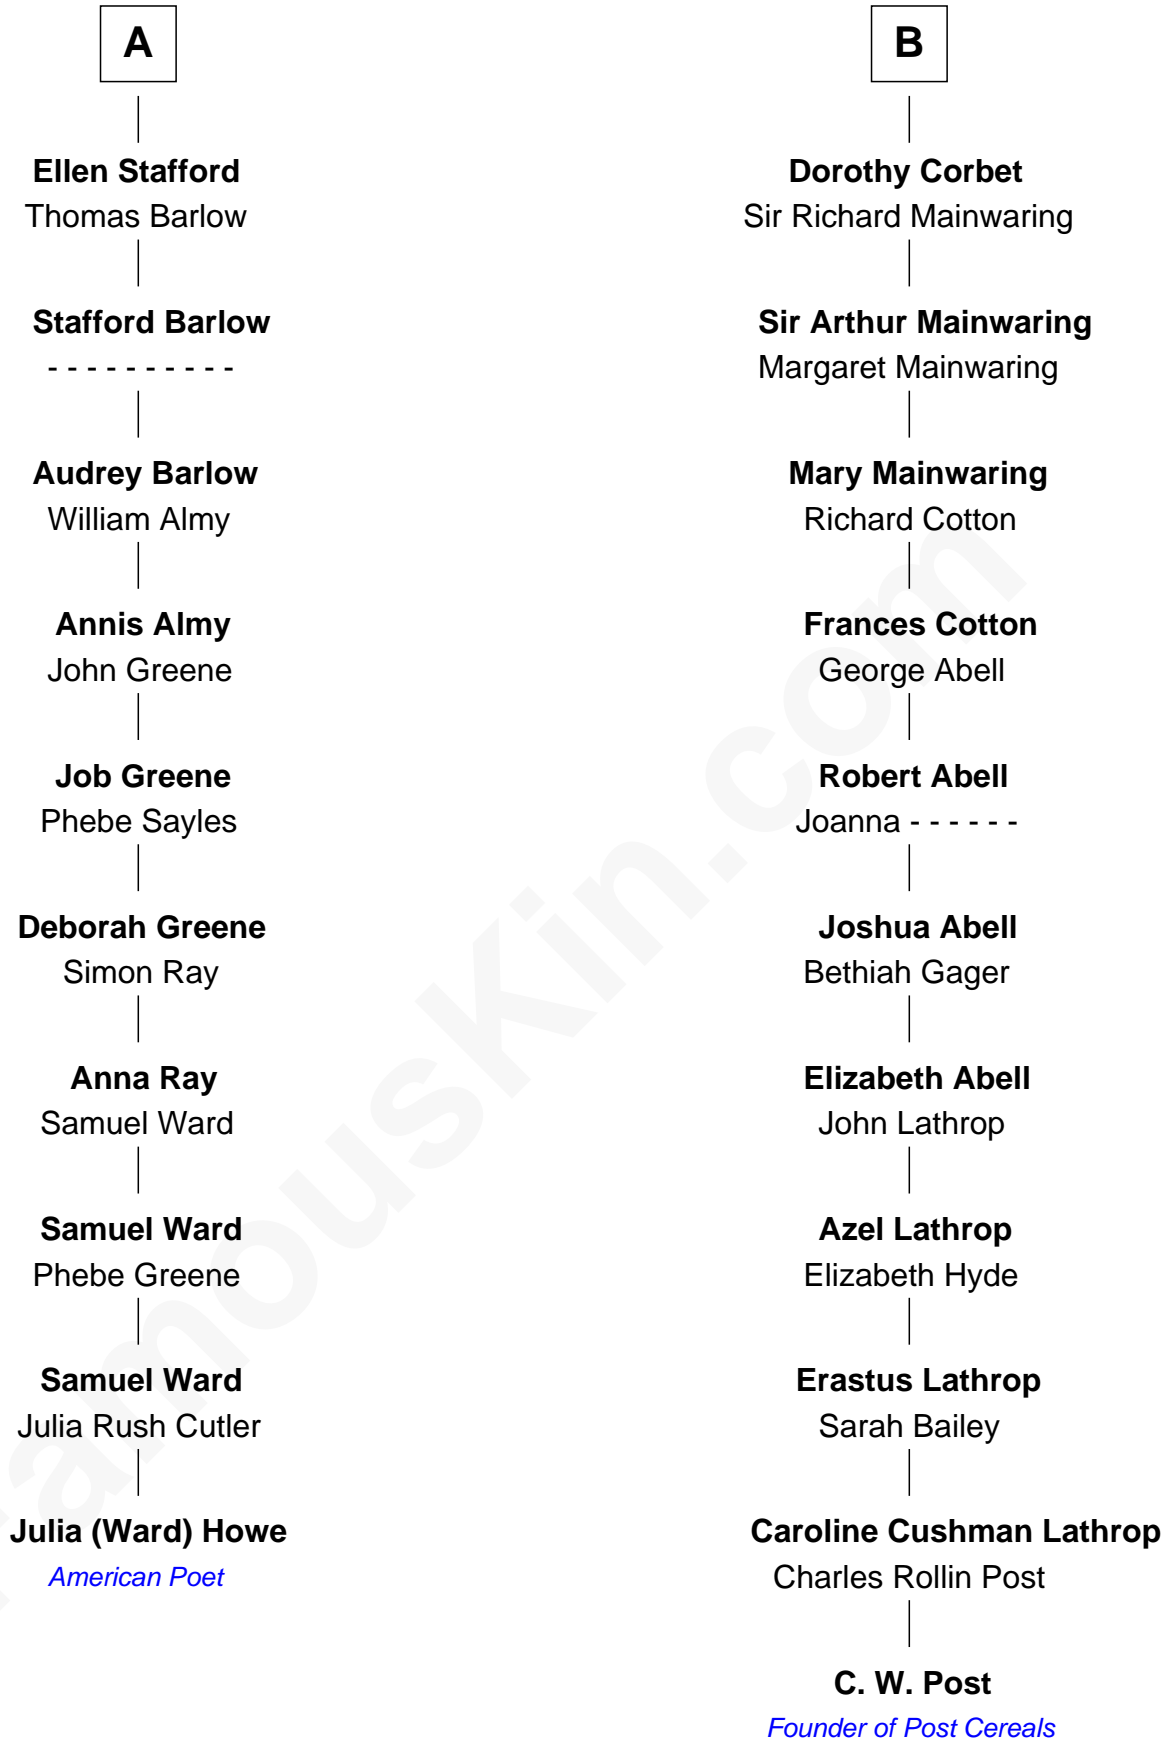 A
Ellen Stafford
Thomas Barlow
Stafford Barlow
- - - - - - - - - -
Audrey Barlow
William Almy
Annis Almy
John Greene
Job Greene
Phebe Sayles
Deborah Greene
Simon Ray
Anna Ray
Samuel Ward
Samuel Ward
Phebe Greene
Samuel Ward
Julia Rush Cutler
Julia (Ward) Howe
American Poet
B
Dorothy Corbet
Sir Richard Mainwaring
Sir Arthur Mainwaring
Margaret Mainwaring
Mary Mainwaring
Richard Cotton
Frances Cotton
George Abell
Robert Abell
Joanna - - - - - -
Joshua Abell
Bethiah Gager
Elizabeth Abell
John Lathrop
Azel Lathrop
Elizabeth Hyde
Erastus Lathrop
Sarah Bailey
Caroline Cushman Lathrop
Charles Rollin Post
C. W. Post
Founder of Post Cereals
FamousKin.com